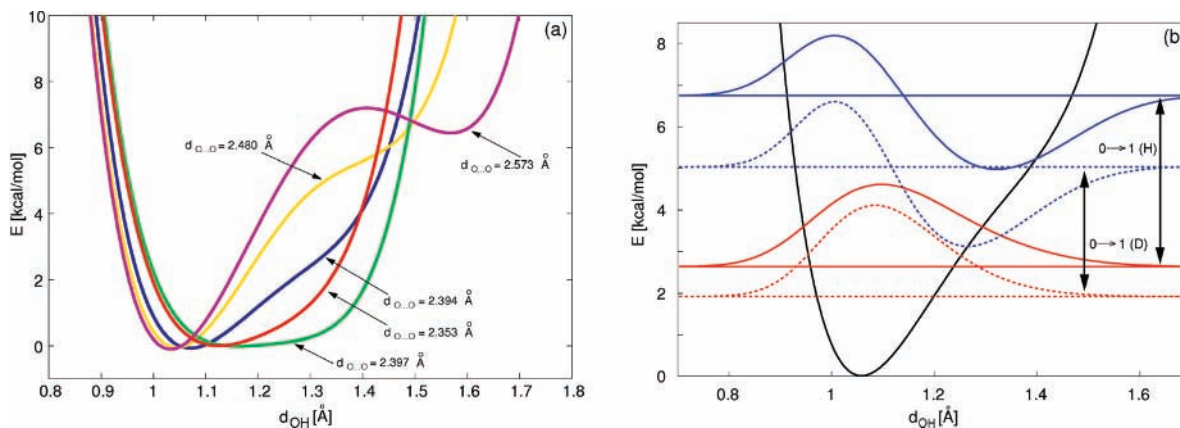 (a)
10
8
6
4
2
0
E [kcal/mol]
d O...O = 2.480 Å
d O...O = 2.573 Å
d O...O = 2.394 Å
d O...O = 2.353 Å
d O...O = 2.397 Å
0.8 0.9 1 1.1 1.2 1.3 1.4 1.5 1.6 1.7 1.8
dOH [Å]
(b)
8
6
4
2
0
E [kcal/mol]
0→1 (H)
0→1 (D)
0.8 1 1.2 1.4 1.6
dOH [Å]